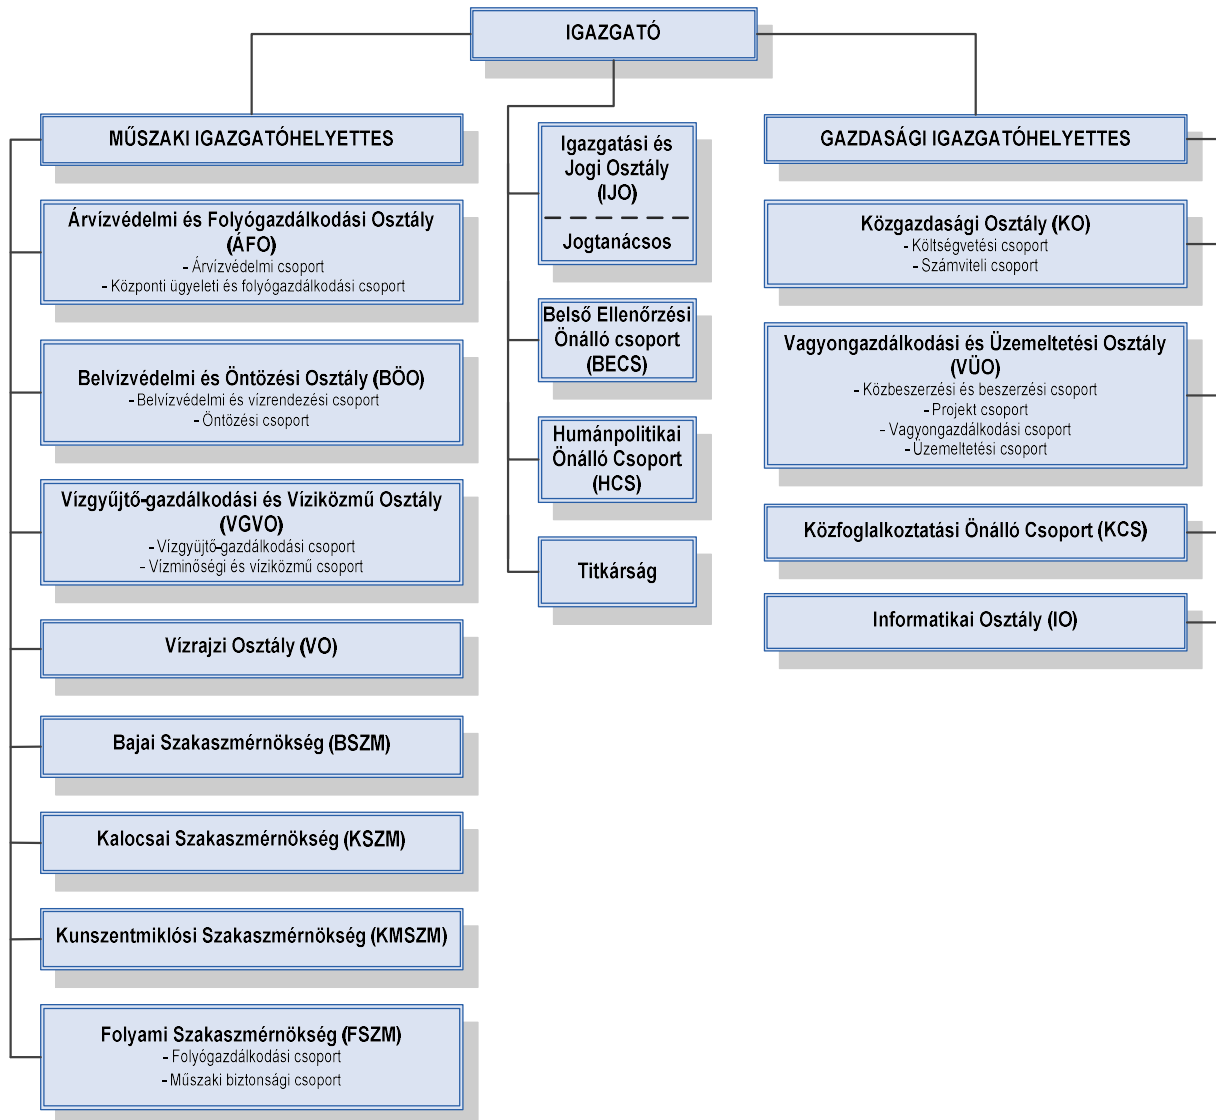 IGAZGATÓ
MŰSZAKI IGAZGATÓHELYETTES
Árvízvédelmi és Folyógazdálkodási Osztály
(ÁFO)
- Árvízvédelmi csoport
- Központi ügyeleti és folyógazdálkodási csoport
Belvízvédelmi és Öntözési Osztály (BÖO)
- Belvízvédelmi és vízrendezési csoport
- Öntözési csoport
Vízgyűjtő-gazdálkodási és Víziközmű Osztály
(VGVO)
- Vízgyüjtő-gazdálkodási csoport
- Vízminőségi és víziközmű csoport
Vízrajzi Osztály (VO)
Bajai Szakaszmérnökség (BSZM)
Kalocsai Szakaszmérnökség (KSZM)
Kunszentmiklósi Szakaszmérnökség (KMSZM)
Folyami Szakaszmérnökség (FSZM)
- Folyógazdálkodási csoport
- Műszaki biztonsági csoport
Igazgatási és
Jogi Osztály
(IJO)
Jogtanácsos
Belső Ellenőrzési
Önálló csoport
(BECS)
Humánpolitikai
Önálló Csoport
(HCS)
Titkárság
GAZDASÁGI IGAZGATÓHELYETTES
Közgazdasági Osztály (KO)
- Költségvetési csoport
- Számviteli csoport
Vagyongazdálkodási és Üzemeltetési Osztály
(VÜO)
- Közbeszerzési és beszerzési csoport
- Projekt csoport
- Vagyongazdálkodási csoport
- Üzemeltetési csoport
Közfoglalkoztatási Önálló Csoport (KCS)
Informatikai Osztály (IO)